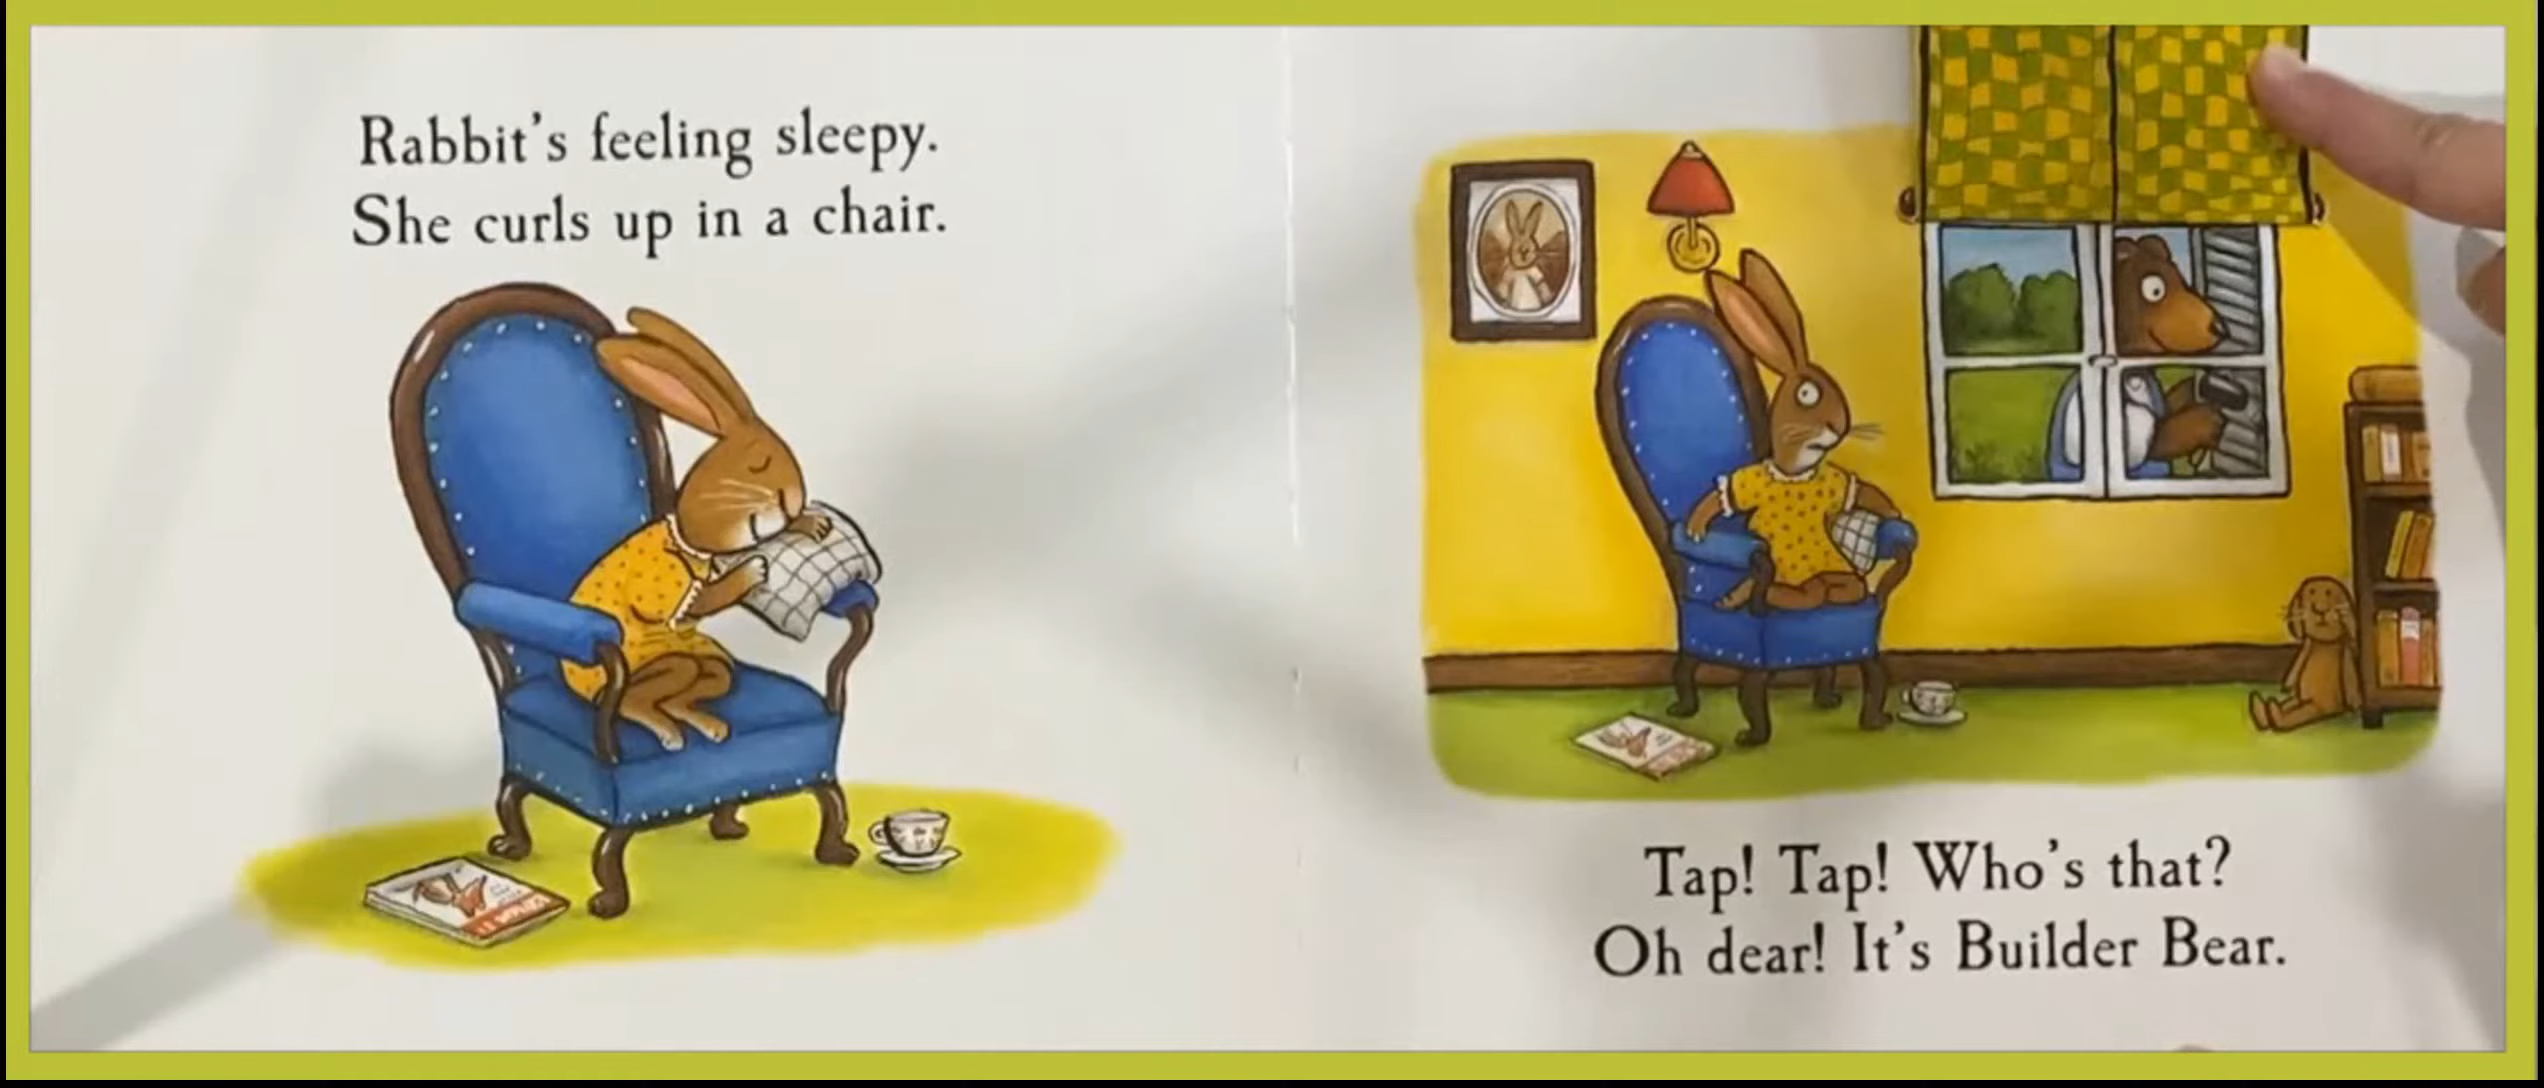 Rabbit's feeling sleepy.
She curls up in a chair.
Tap! Tap! Who's that?
Oh dear! It's Builder Bear.